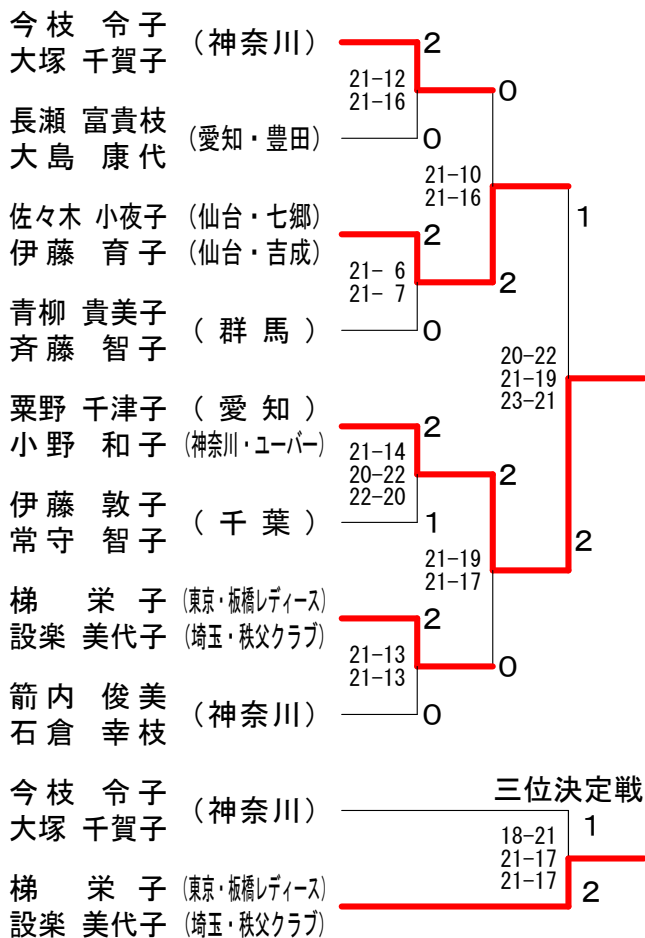 今枝 令子
大塚 千賀子
(神奈川)
2
21-12
21-16
0
長瀬 富貴枝
大島 康代
(愛知・豊田)
0
21-10
21-16
1
佐々木 小夜子 (仙台・七郷)
伊藤 育子 (仙台・吉成)
2
21- 6
21- 7
2
青柳 貴美子
斉藤 智子
(群馬)
0
20-22
21-19
23-21
粟野 千津子 (愛知)
小野 和子 (神奈川・ユーバー)
2
21-14
20-22
22-20
2
伊藤 敦子
常守 智子
(千葉)
1
2
21-19
21-17
梯 栄子 (東京・板橋レディース)
設楽 美代子 (埼玉・秩父クラブ)
2
21-13
21-13
0
箭内 俊美
石倉 幸枝
(神奈川)
0
三位決定戦
今枝 令子
大塚 千賀子
(神奈川)
1
18-21
21-17
21-17
2
梯 栄子 (東京・板橋レディース)
設楽 美代子 (埼玉・秩父クラブ)